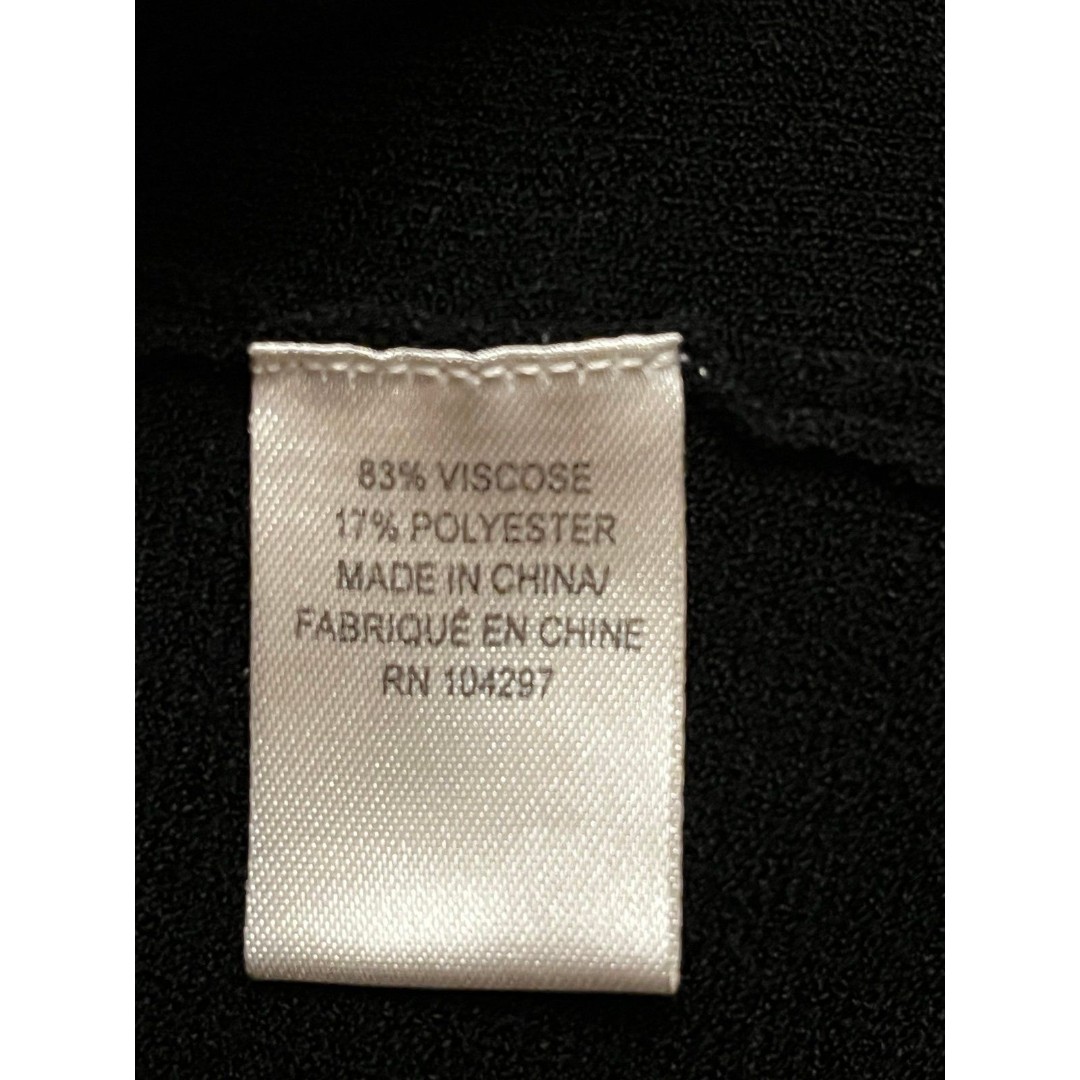 83% VISCOSE
17% POLYESTER
MADE IN CHINA/
FABRIQUÉ EN CHINE
RN 104297